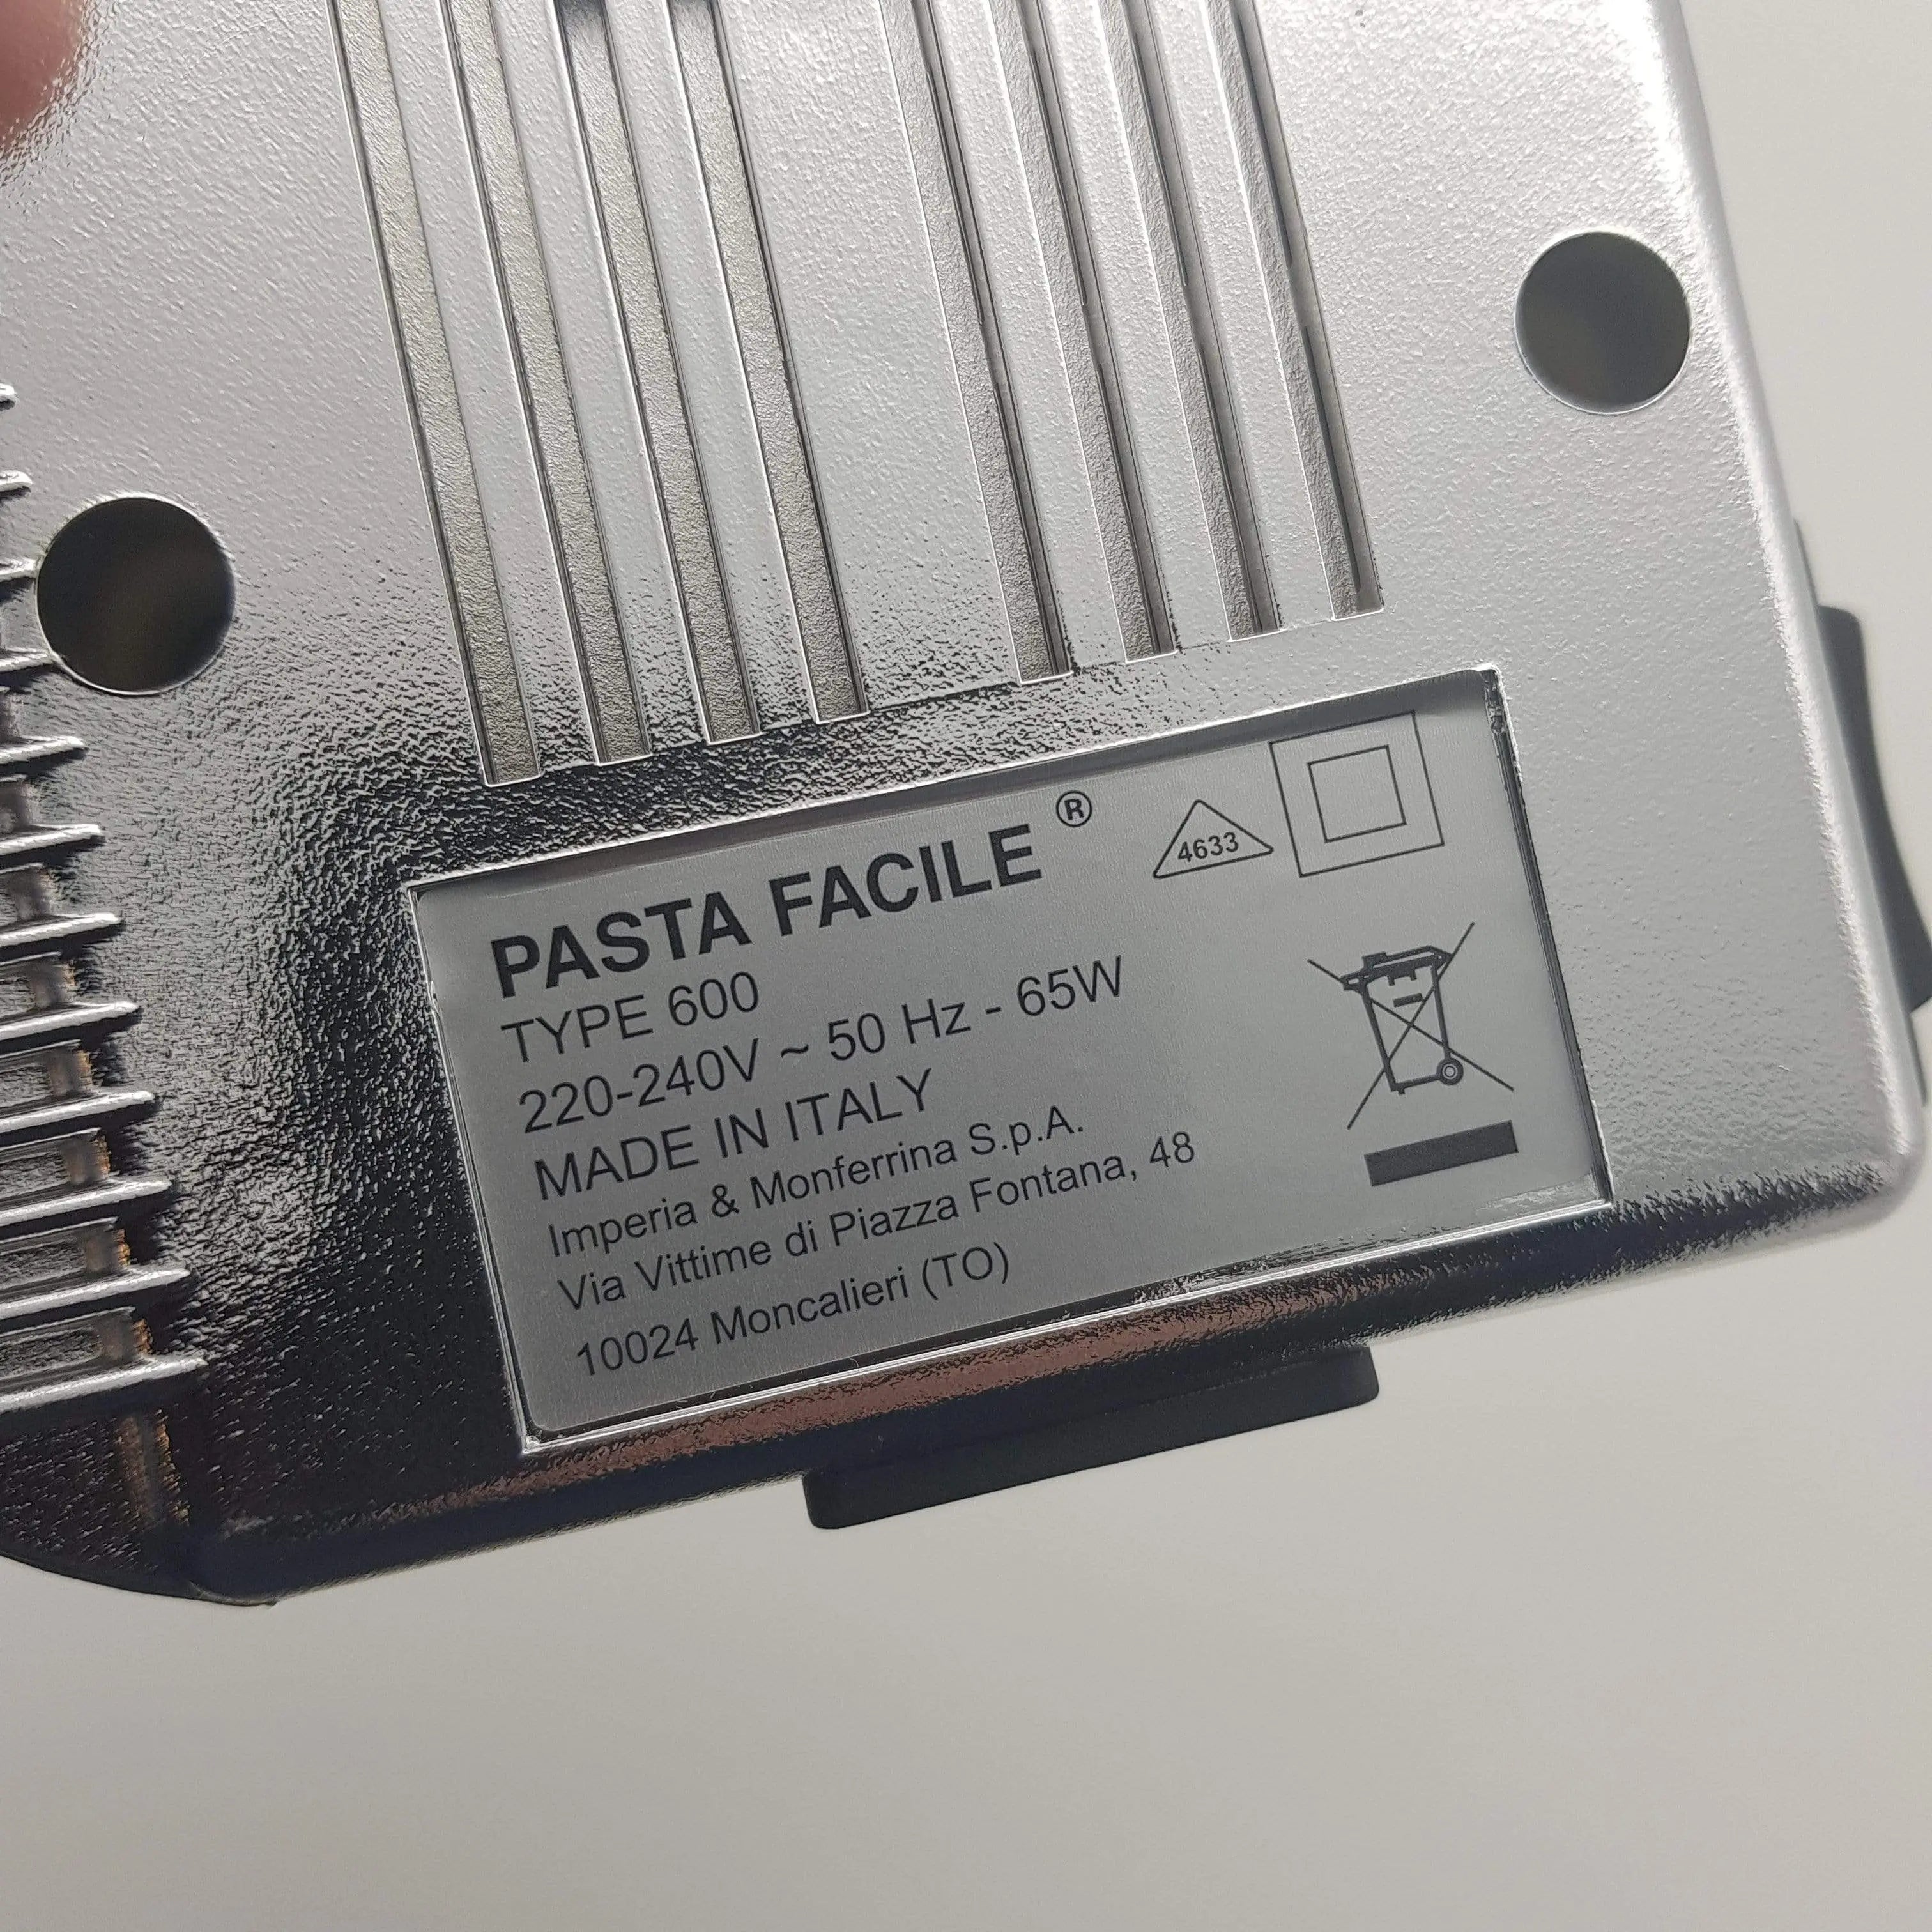 PASTA FACILE ®
4633
TYPE 600
220-240V ~ 50 Hz - 65W
MADE IN ITALY
Imperia & Monferrina S.p.A.
Via Vittime di Piazza Fontana, 48
10024 Moncalieri (TO)